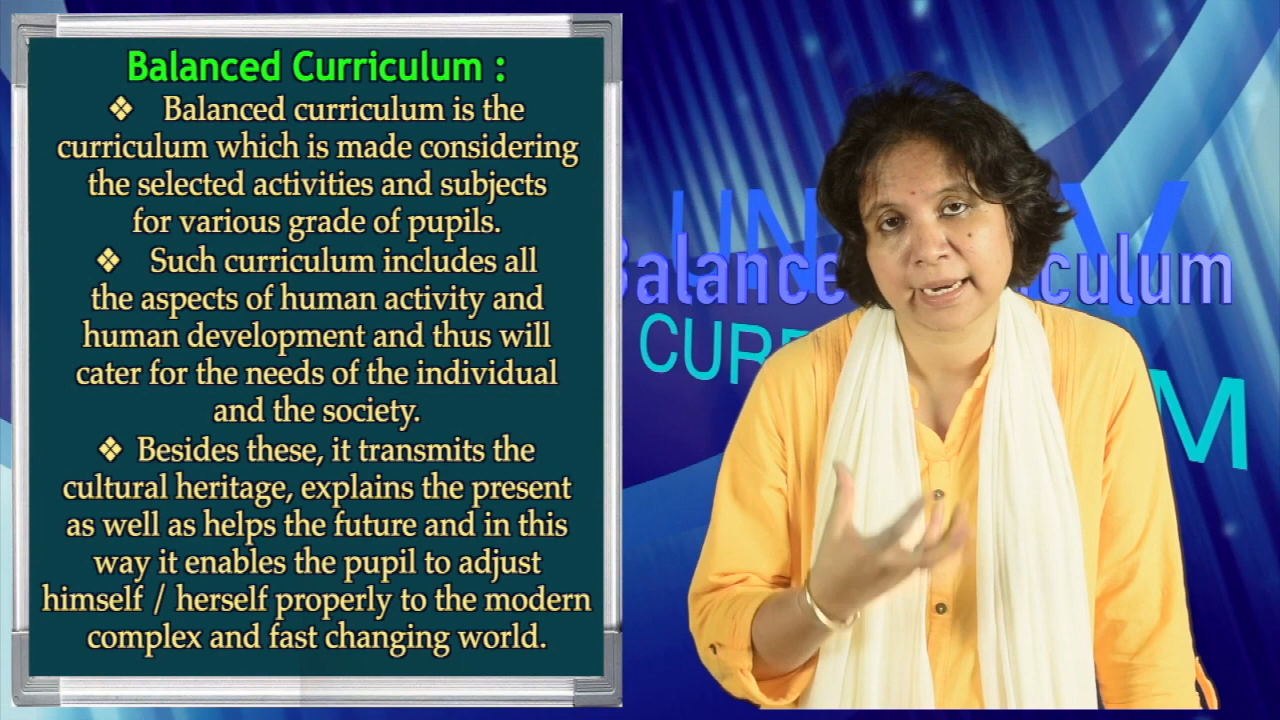 Balanced Curriculum :
❖ Balanced curriculum is the
curriculum which is made considering
the selected activities and subjects
for various grade of pupils.
❖ Such curriculum includes all
the aspects of human activity and
human development and thus will
cater for the needs of the individual
and the society.
❖ Besides these, it transmits the
cultural heritage, explains the present
as well as helps the future and in this
way it enables the pupil to adjust
himself / herself properly to the modern
complex and fast changing world.